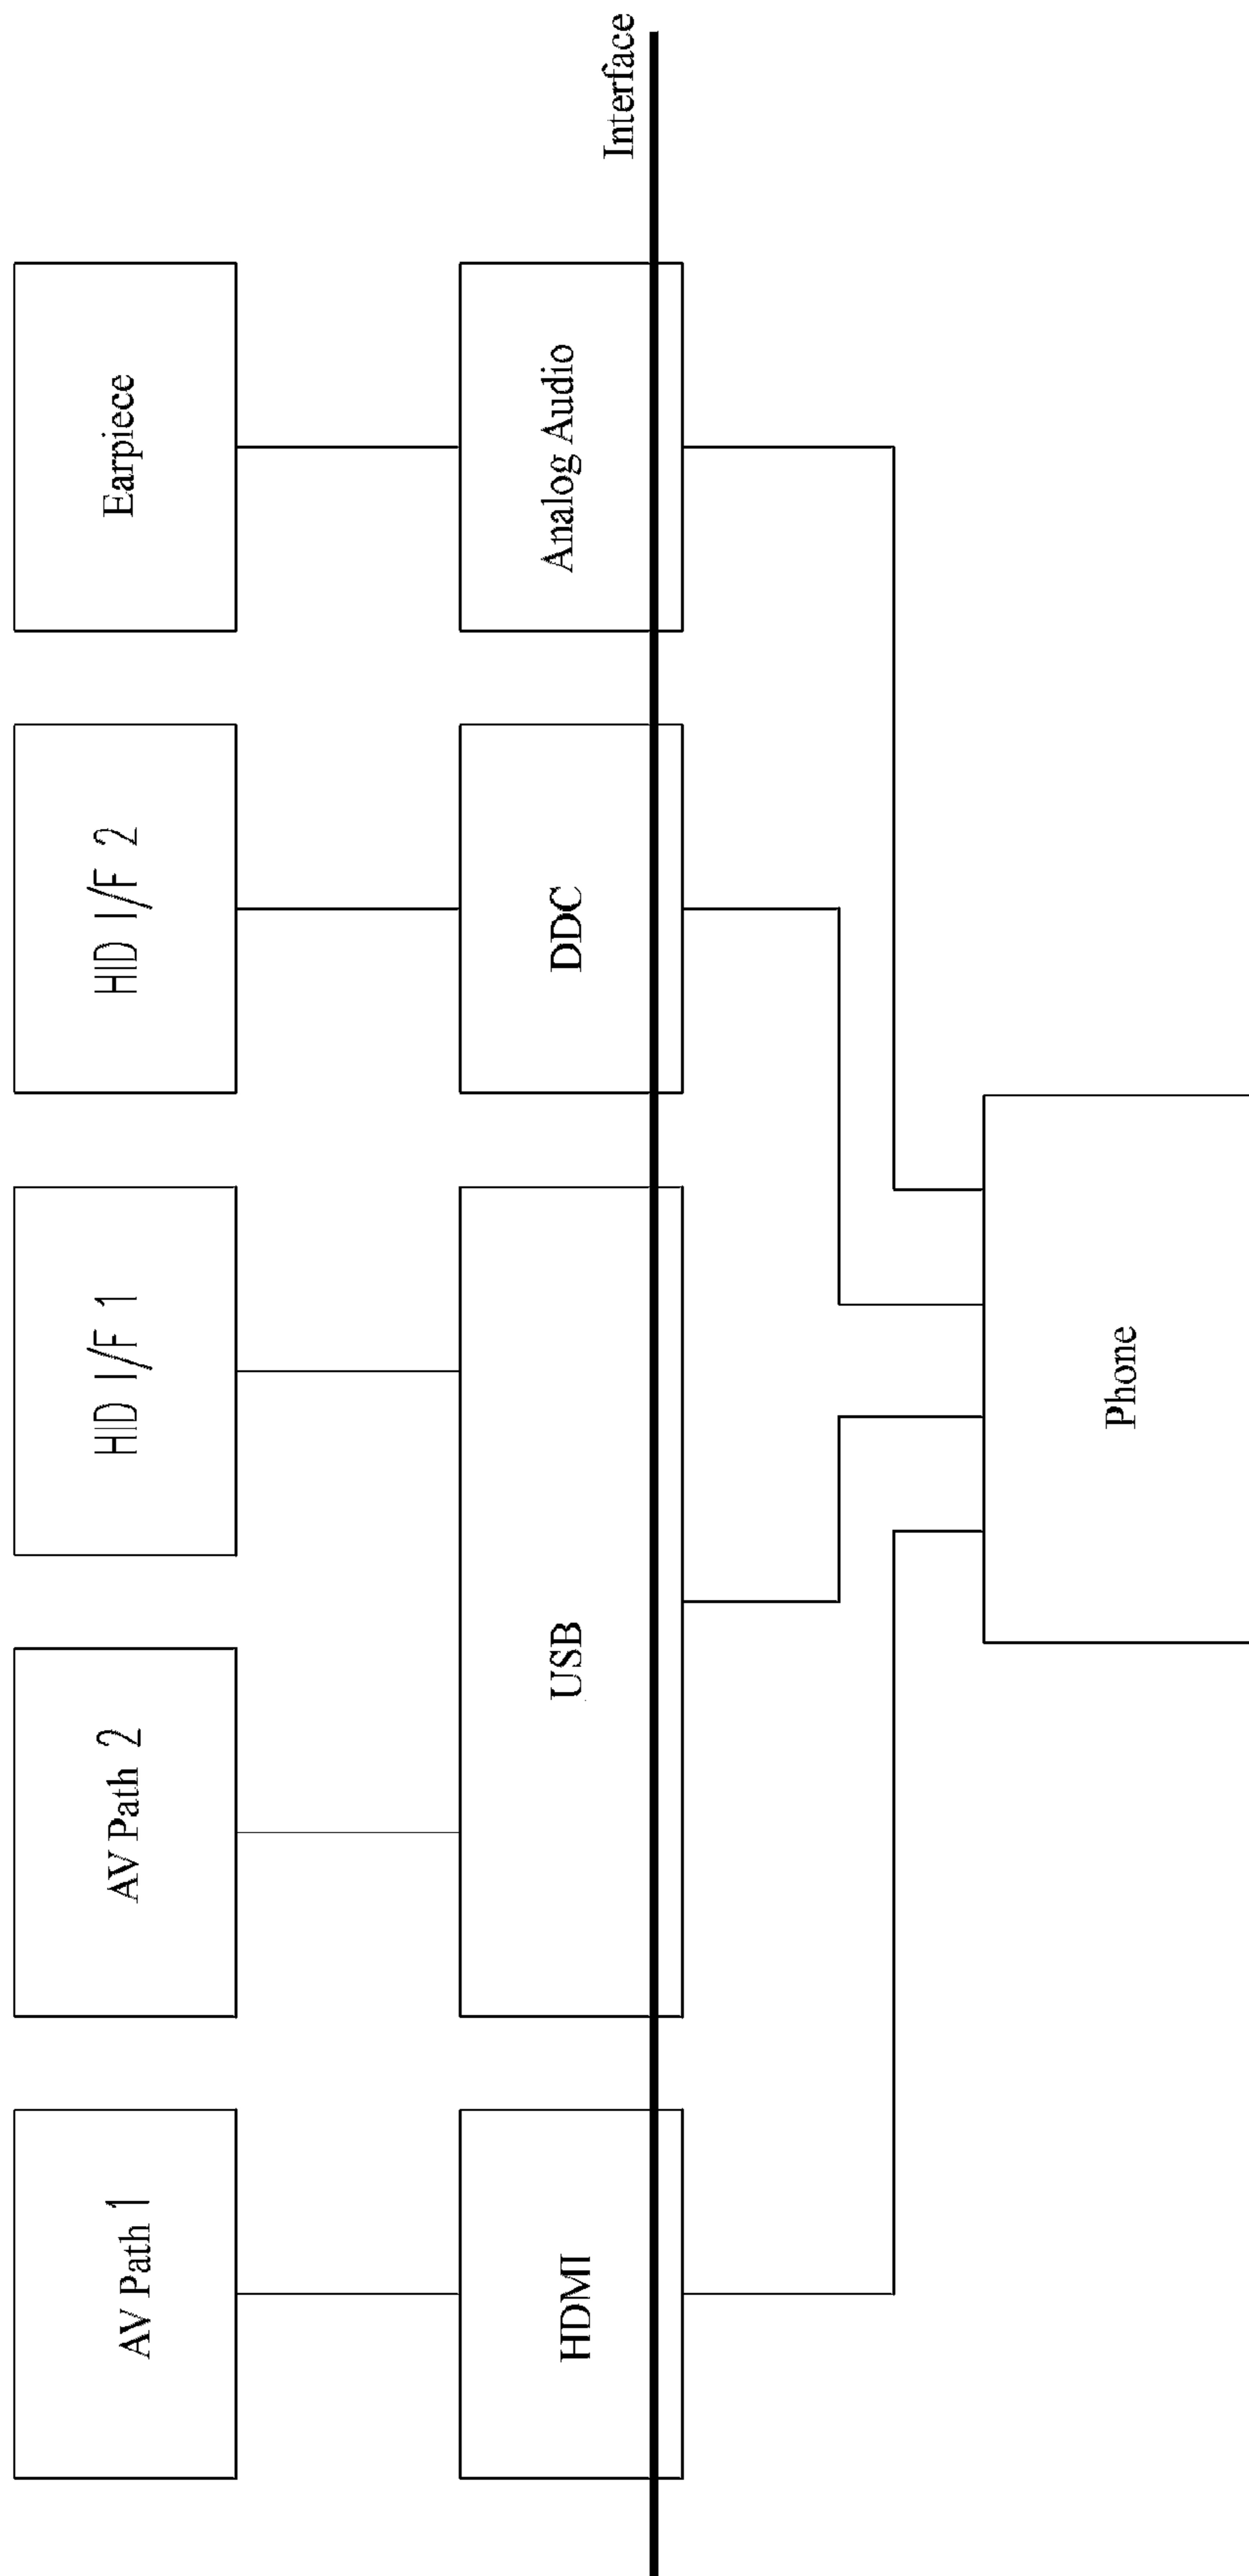 AV Path 1
AV Path 2
HID I/F 1
HID I/F 2
Earpiece
HDMI
USB
DDC
Analog Audio
Interface
Phone